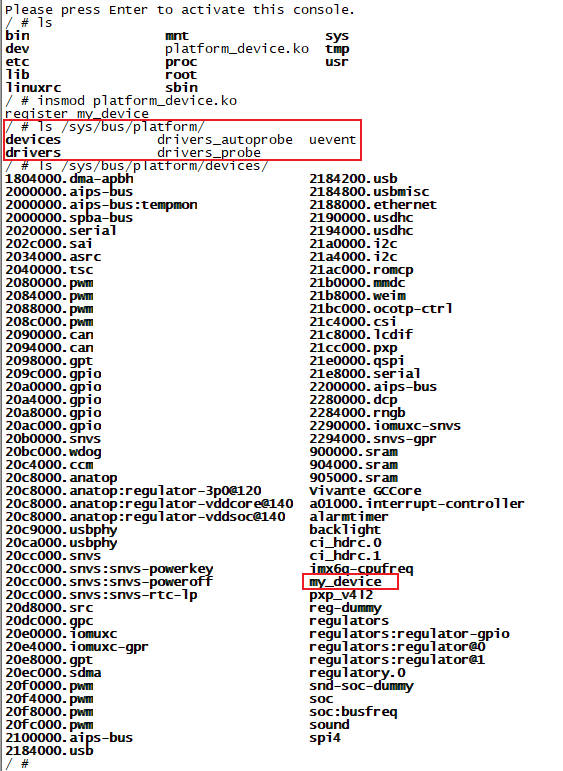 Please press Enter to activate this console.
/ # ls
bin mnt sys
dev platform_device.ko tmp
etc proc usr
lib root
linuxrc sbin
/ # insmod platform_device.ko
register my_device
/ # ls /sys/bus/platform/
devices drivers_autoprobe uevent
drivers drivers_probe
/ # ls /sys/bus/platform/devices/
1804000.dma-apbh 2184200.usb
2000000.aips-bus 2184800.usbmisc
2000000.aips-bus:tempmon 2188000.ethernet
2000000.spba-bus 2190000.usdhc
2020000.serial 2194000.usdhc
202c000.sai 21a0000.i2c
2034000.asrc 21a4000.i2c
2040000.tsc 21ac000.romcp
2080000.pwm 21b0000.mmdc
2084000.pwm 21b8000.weim
2088000.pwm 21bc000.ocotp-ctrl
208c000.pwm 21c4000.csi
2090000.can 21c8000.lcdif
2094000.can 21cc000.pxp
2098000.gpt 21e0000.qspi
209c000.gpio 21e8000.serial
20a0000.gpio 2200000.aips-bus
20a4000.gpio 2280000.dcp
20a8000.gpio 2284000.rngb
20ac000.gpio 2290000.iomuxc-snvs
20b0000.snvs 2294000.snvs-gpr
20bc000.wdog 900000.sram
20c4000.ccm 904000.sram
20c8000.anatop 905000.sram
20c8000.anatop:regulator-3p0@120 Vivante GCCore
20c8000.anatop:regulator-vddcore@140 a01000.interrupt-controller
20c8000.anatop:regulator-vddsoc@140 alarmtimer
20c9000.usbphy backlight
20ca000.usbphy ci_hdrc.0
20cc000.snvs ci_hdrc.1
20cc000.snvs:snvs-powerkey imx6q-cpufreq
20cc000.snvs:snvs-poweroff my_device
20cc000.snvs:snvs-rtc-lp pxp_v4l2
20d8000.src reg-dummy
20dc000.gpc regulators
20e0000.iomuxc regulators:regulator-gpio
20e4000.iomuxc-gpr regulators:regulator@0
20e8000.gpt regulators:regulator@1
20ec000.sdma regulatory.0
20f0000.pwm snd-soc-dummy
20f4000.pwm soc
20f8000.pwm soc:busfreq
20fc000.pwm sound
2100000.aips-bus spi4
2184000.usb
/ #